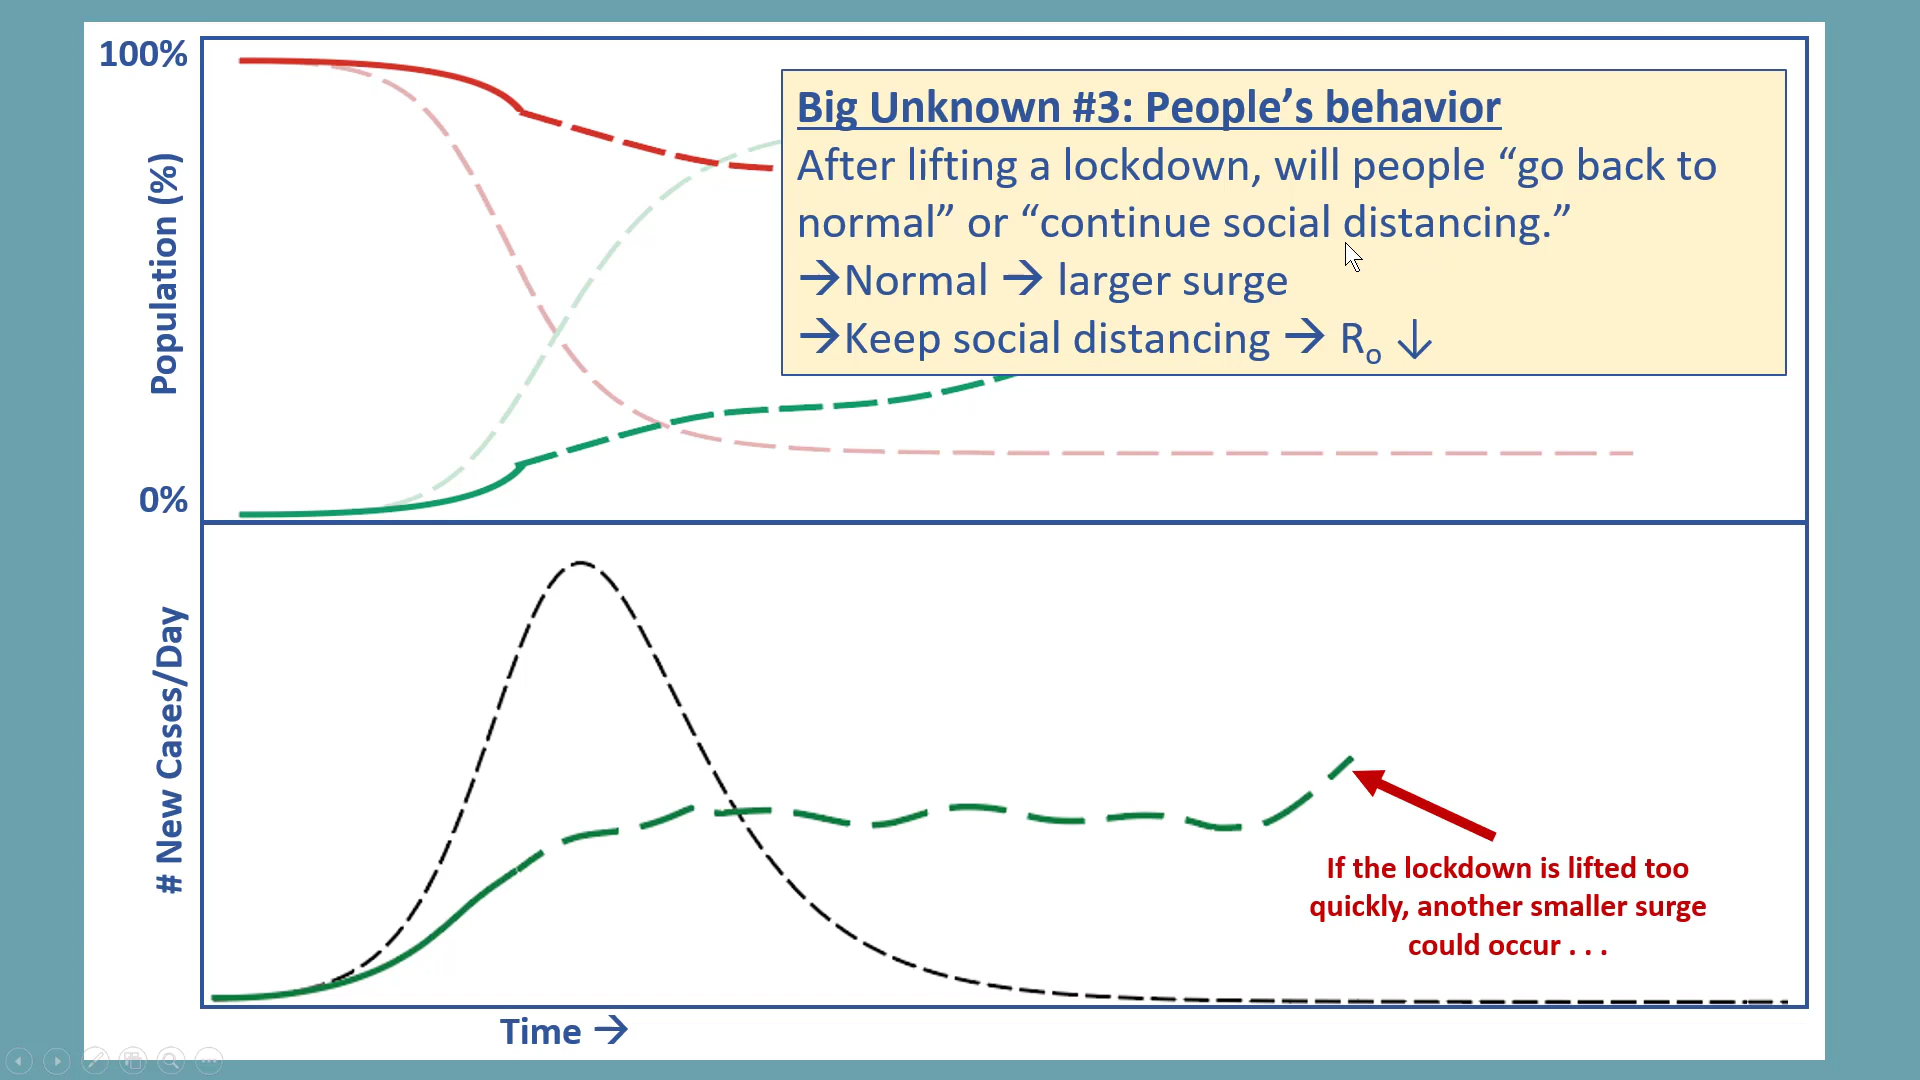 100%
Population (%)
0%
Big Unknown #3: People’s behavior
After lifting a lockdown, will people “go back to
normal” or “continue social distancing.”
→Normal → larger surge
→Keep social distancing → Ro ↓
# New Cases/Day
If the lockdown is lifted too
quickly, another smaller surge
could occur . . .
Time →